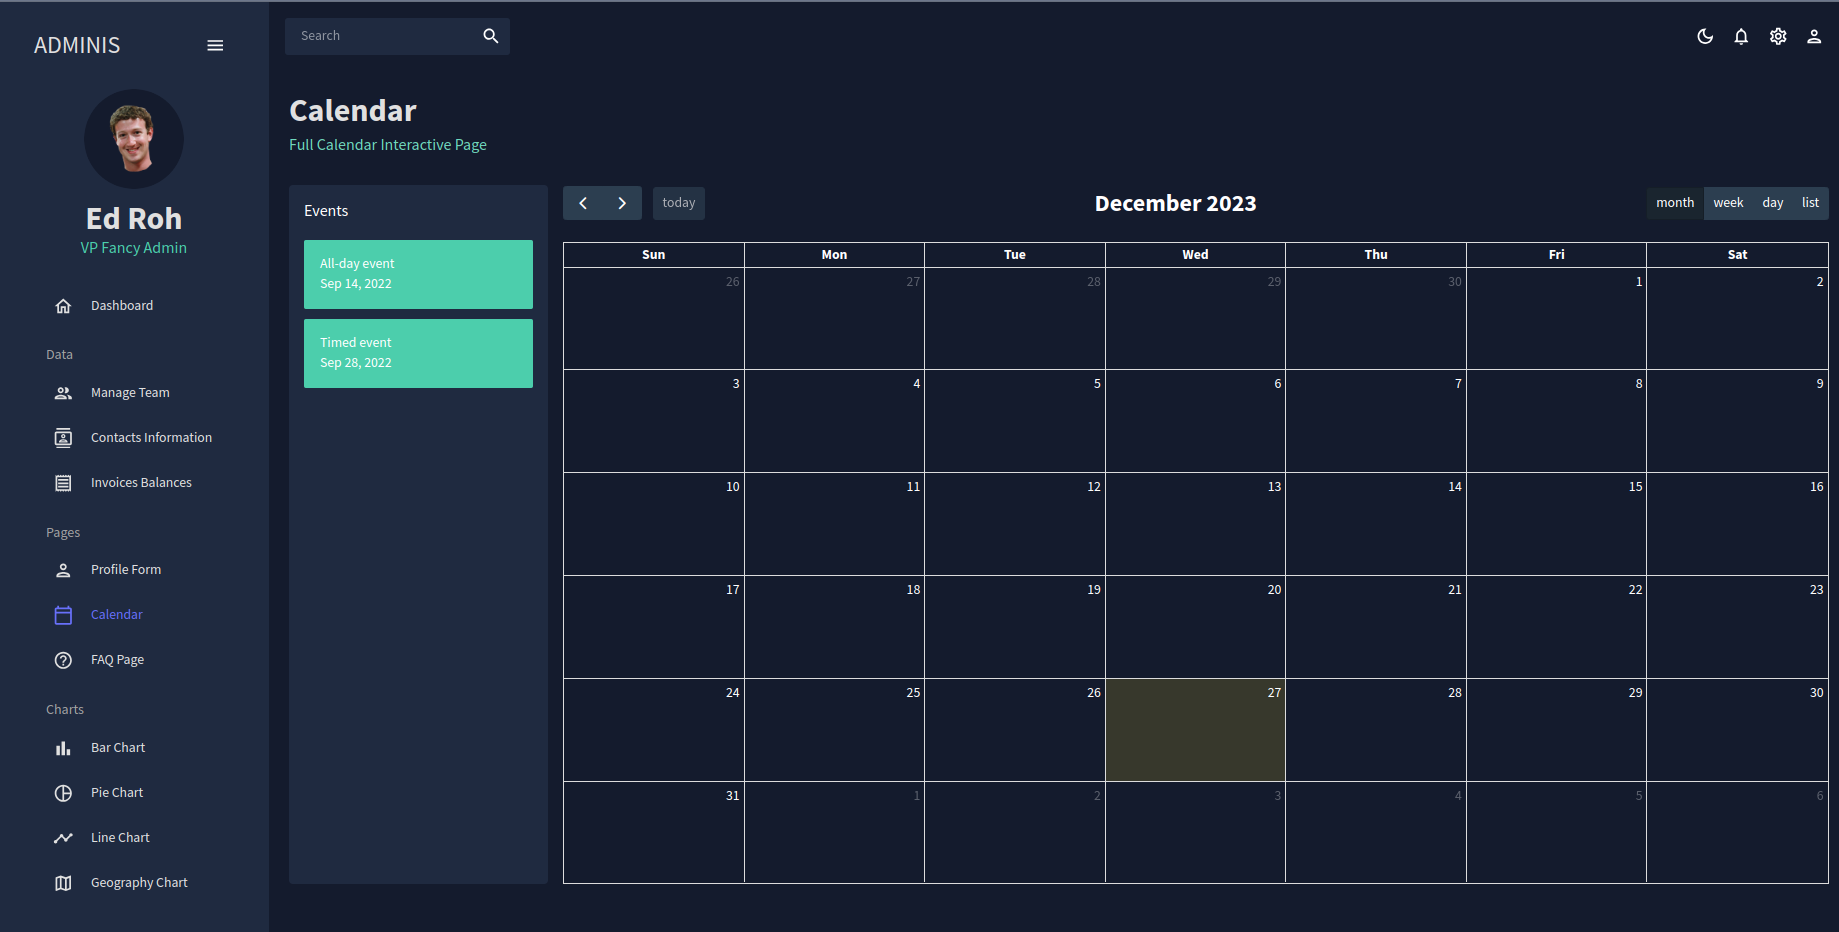 ADMINIS
Search
Ed Roh
VP Fancy Admin
Dashboard
Data
Manage Team
Contacts Information
Invoices Balances
Pages
Profile Form
Calendar
FAQ Page
Charts
Bar Chart
Pie Chart
Line Chart
Geography Chart
Calendar
Full Calendar Interactive Page
Events
All-day event
Sep 14, 2022
Timed event
Sep 28, 2022
today
December 2023
month week day list
Sun Mon Tue Wed Thu Fri Sat
26 27 28 29 30 1 2
3 4 5 6 7 8 9
10 11 12 13 14 15 16
17 18 19 20 21 22 23
24 25 26 27 28 29 30
31 1 2 3 4 5 6